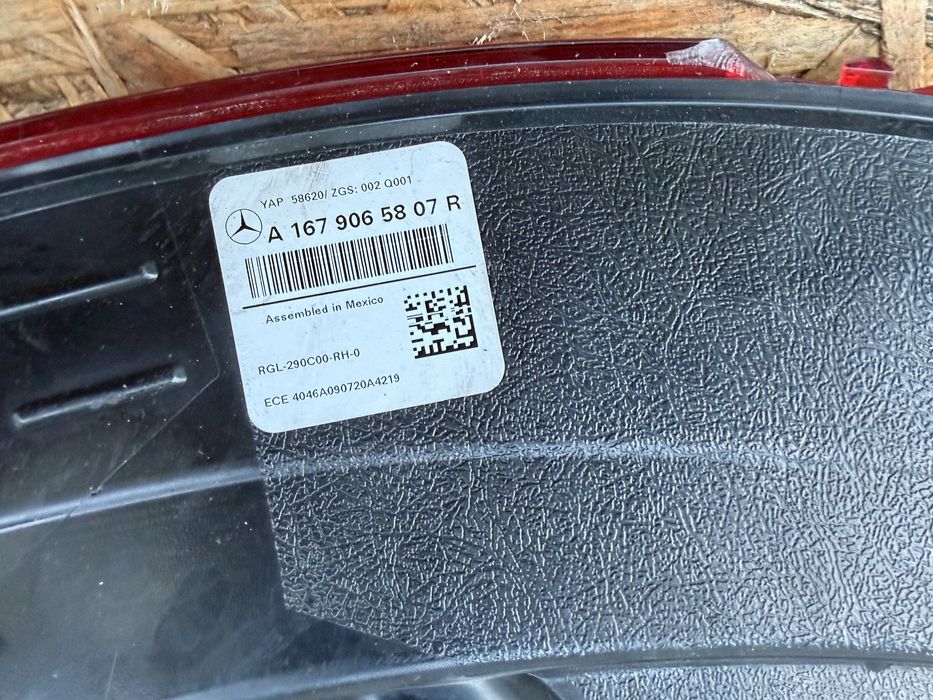 YAP 58620/ ZGS: 002 Q001
A 167 906 58 07 R
Assembled in Mexico
RGL-290C00-RH-0
ECE 4046A090720A4219